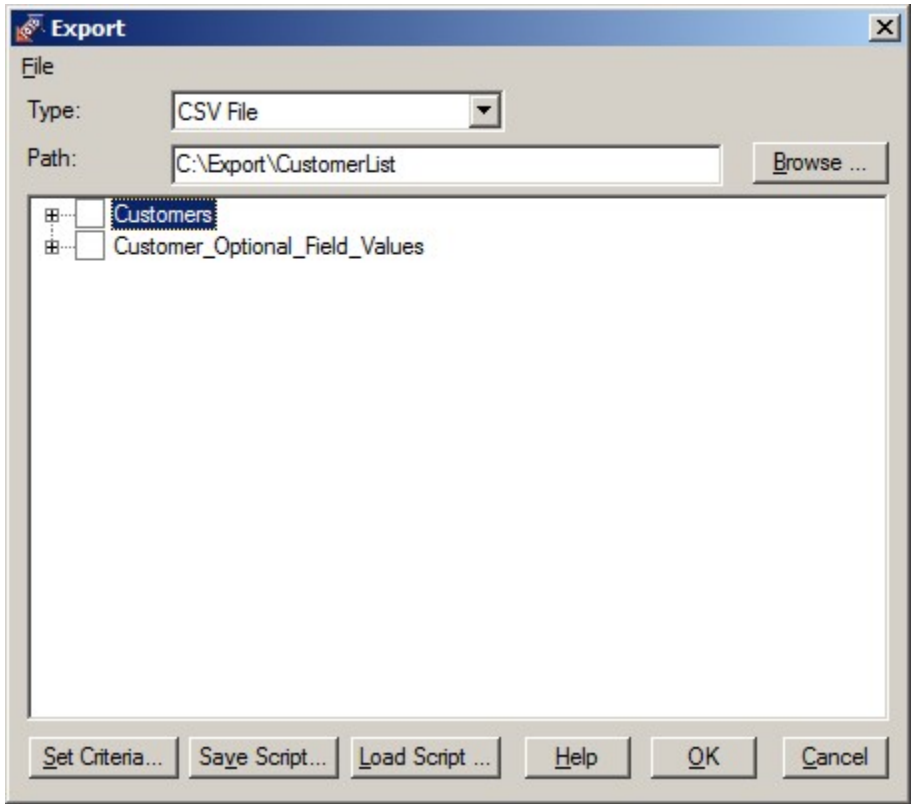 Export
File
Type: CSV File
Path: C:\Export\CustomerList Browse ...
Customers
Customer_Optional_Field_Values
Set Criteria... Save Script... Load Script ... Help OK Cancel